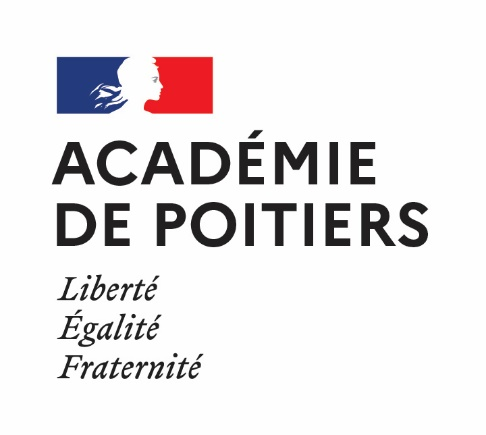 ACADÉMIE
DE POITIERS
Liberté
Égalité
Fraternité